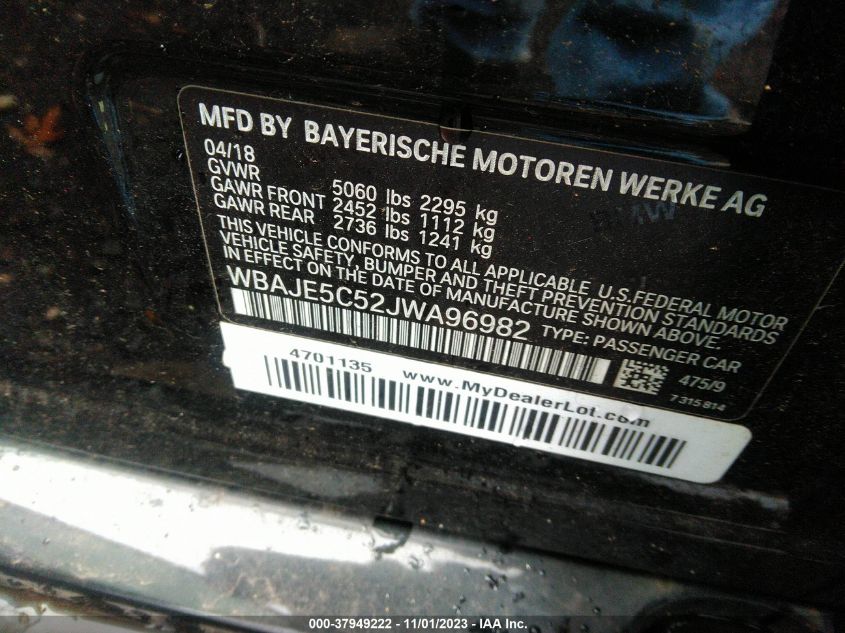 MFD BY BAYERISCHE MOTOREN WERKE AG
04/18
GVWR 5060 lbs 2295 kg
GAWR FRONT 2452 lbs 1112 kg
GAWR REAR 2736 lbs 1241 kg
THIS VEHICLE CONFORMS TO ALL APPLICABLE U.S.FEDERAL MOTOR
VEHICLE SAFETY, BUMPER AND THEFT PREVENTION STANDARDS
IN EFFECT ON THE DATE OF MANUFACTURE SHOWN ABOVE.
WBAJE5C52JWA96982 TYPE: PASSENGER CAR
475/9
7 315 814
4701135 www.MyDealerLot.com
000-37949222 - 11/01/2023 - IAA Inc.